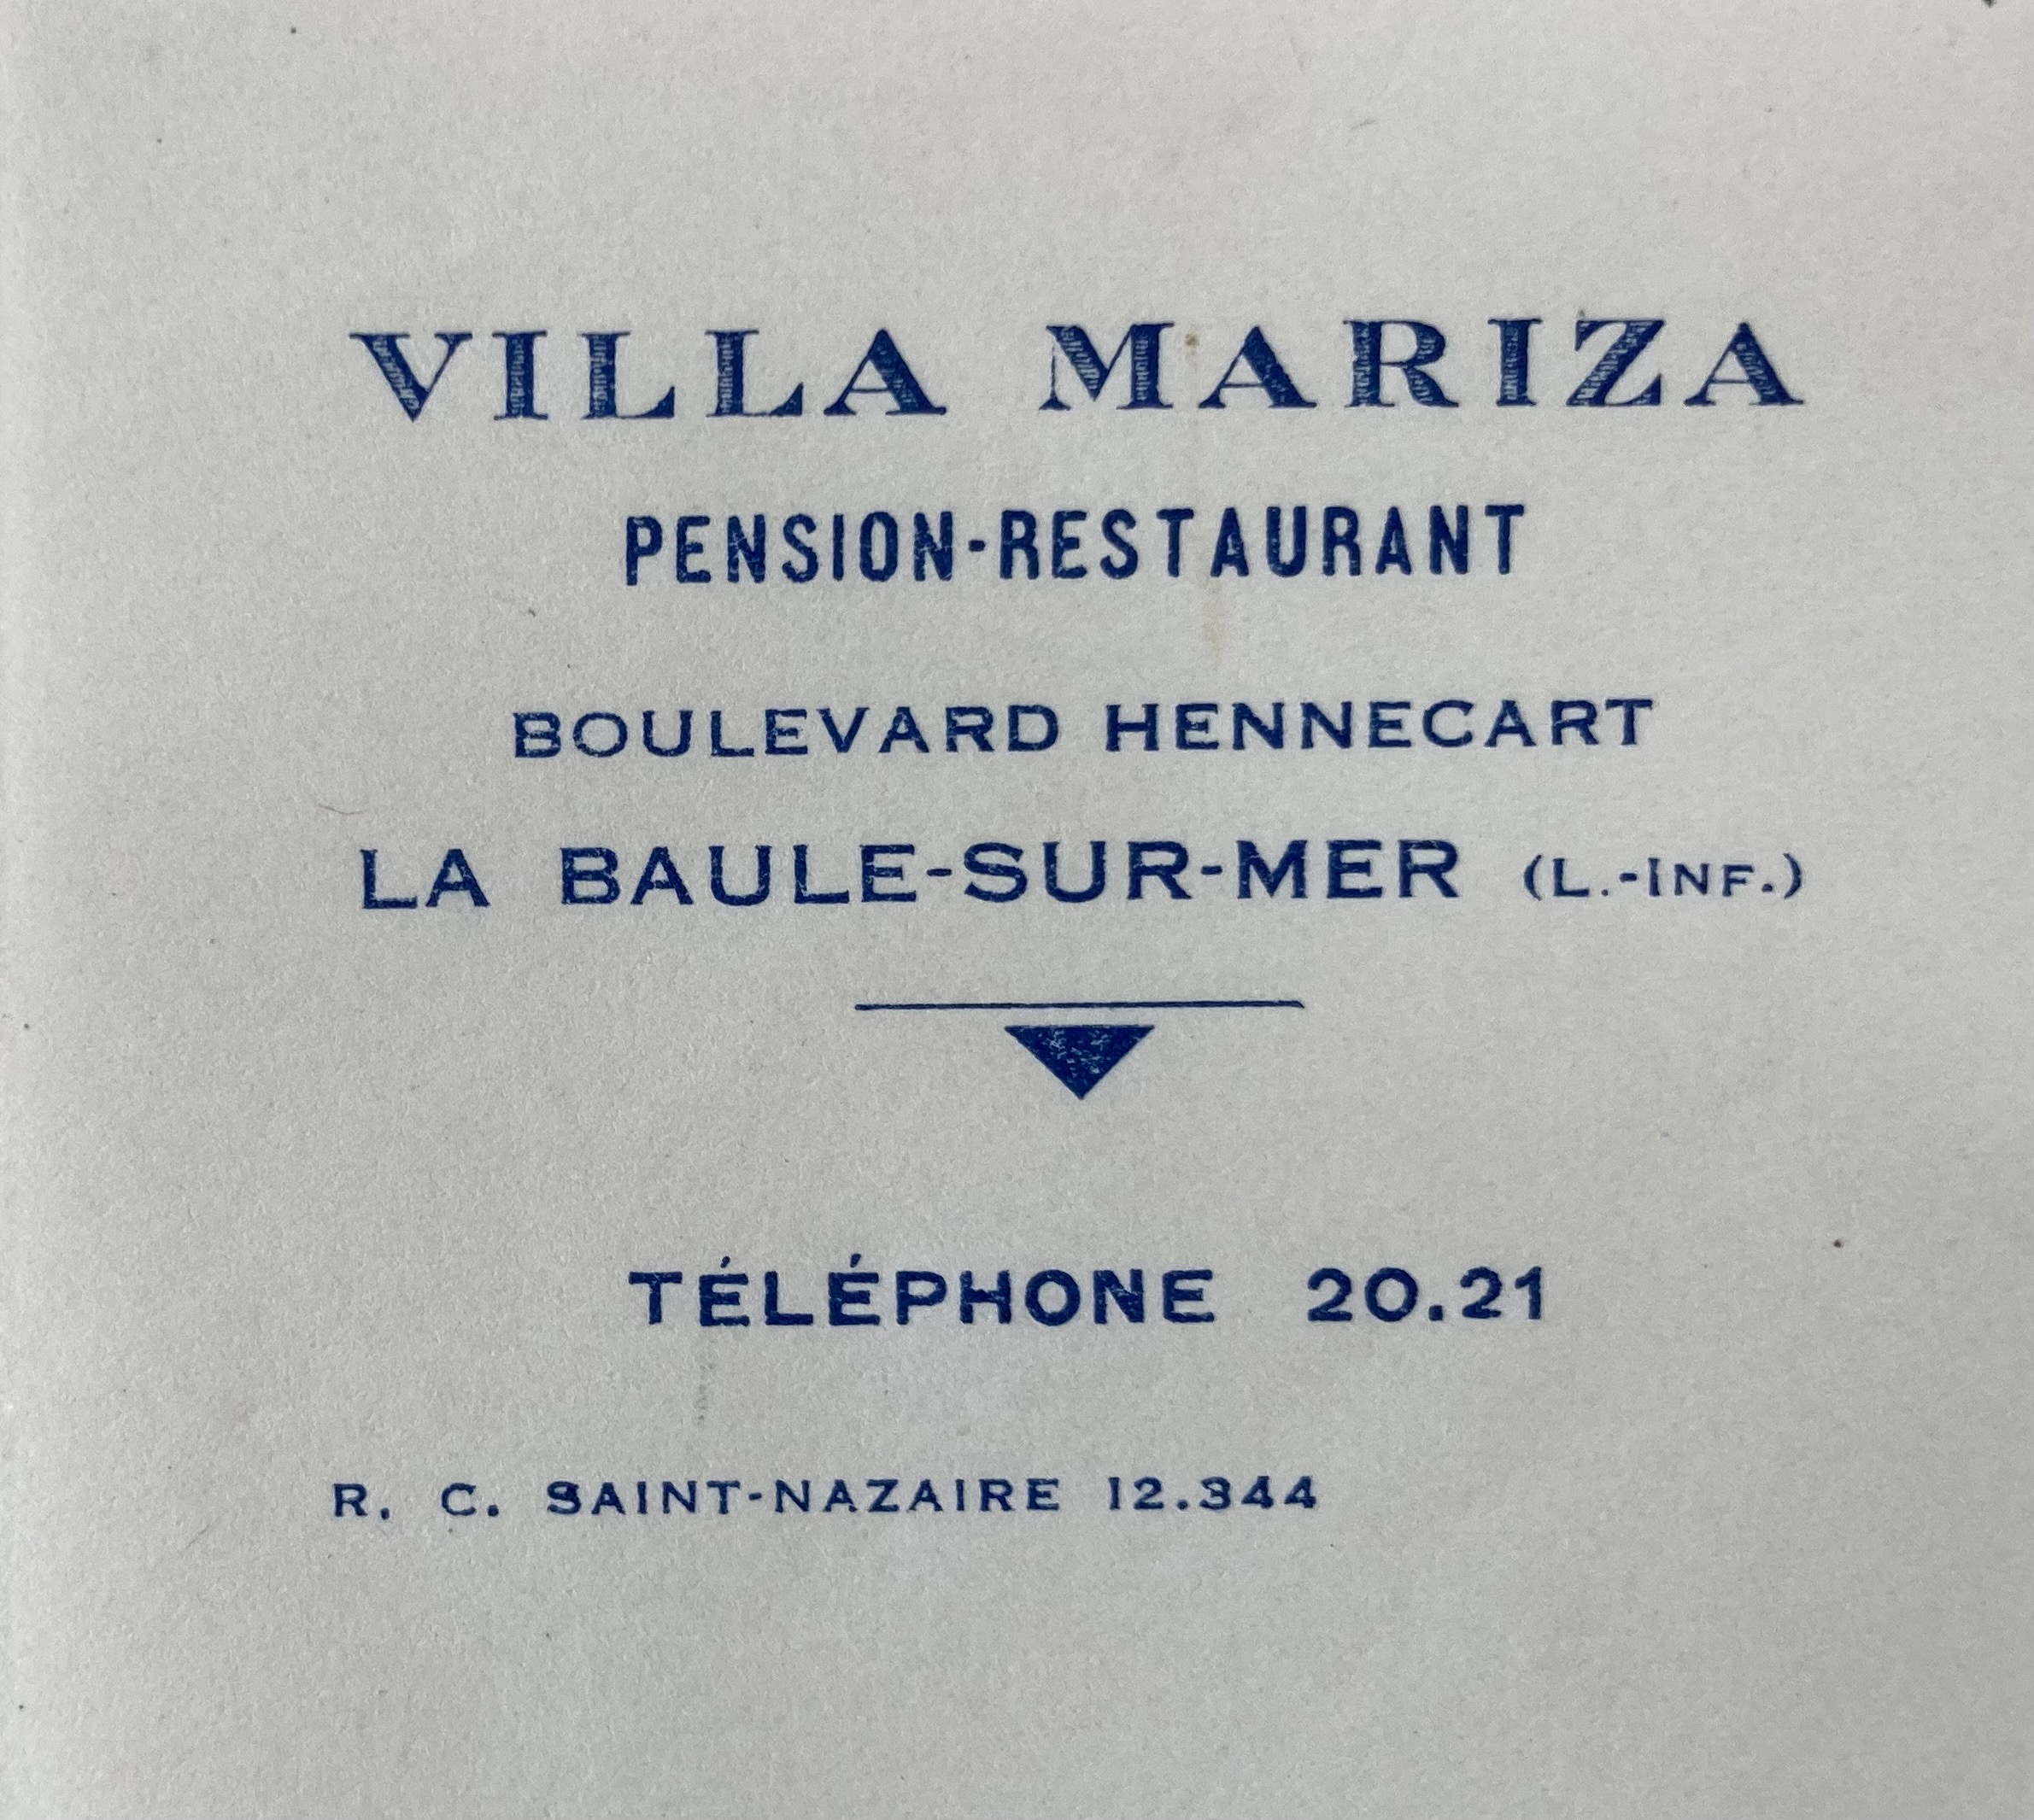 VILLA MARIZA
PENSION-RESTAURANT
BOULEVARD HENNECART
LA BAULE-SUR-MER (L.-INF.)
TÉLÉPHONE 20.21
R. C. SAINT-NAZAIRE 12.344